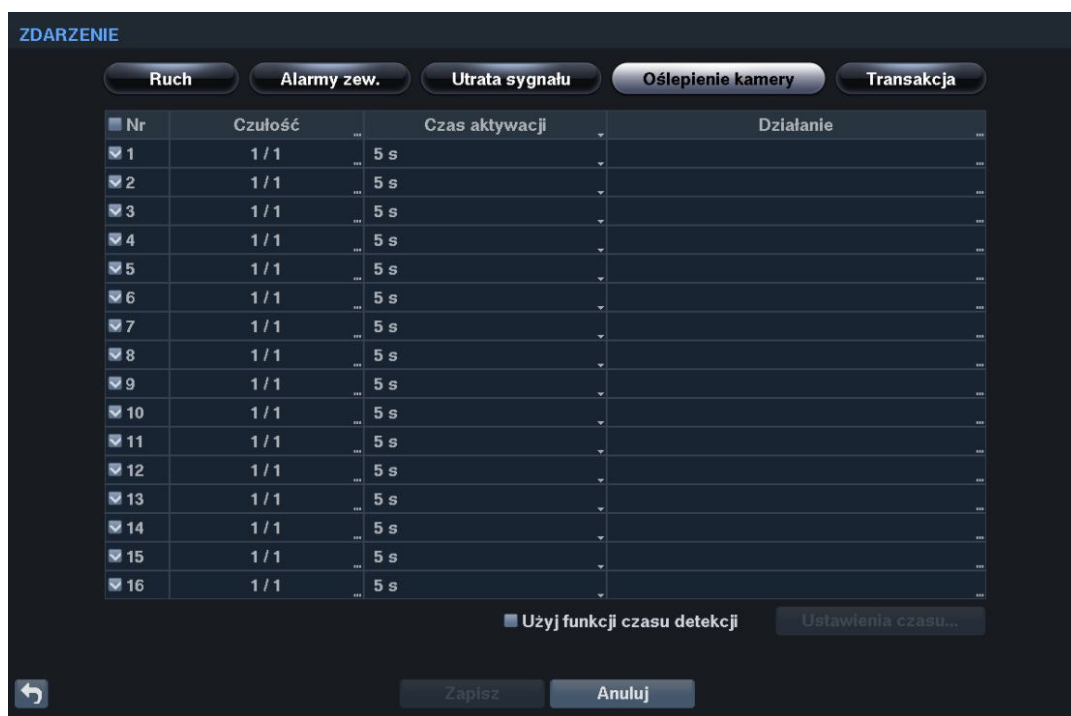 ZDARZENIE
Ruch Alarmy zew. Utrata sygnału Oślepienie kamery Transakcja
Nr Czułość ... Czas aktywacji Działanie ...
1 1 / 1 ... 5 s ...
2 1 / 1 ... 5 s ...
3 1 / 1 ... 5 s ...
4 1 / 1 ... 5 s ...
5 1 / 1 ... 5 s ...
6 1 / 1 ... 5 s ...
7 1 / 1 ... 5 s ...
8 1 / 1 ... 5 s ...
9 1 / 1 ... 5 s ...
10 1 / 1 ... 5 s ...
11 1 / 1 ... 5 s ...
12 1 / 1 ... 5 s ...
13 1 / 1 ... 5 s ...
14 1 / 1 ... 5 s ...
15 1 / 1 ... 5 s ...
16 1 / 1 ... 5 s ...
Użyj funkcji czasu detekcji Ustawienia czasu...
Zapisz Anuluj